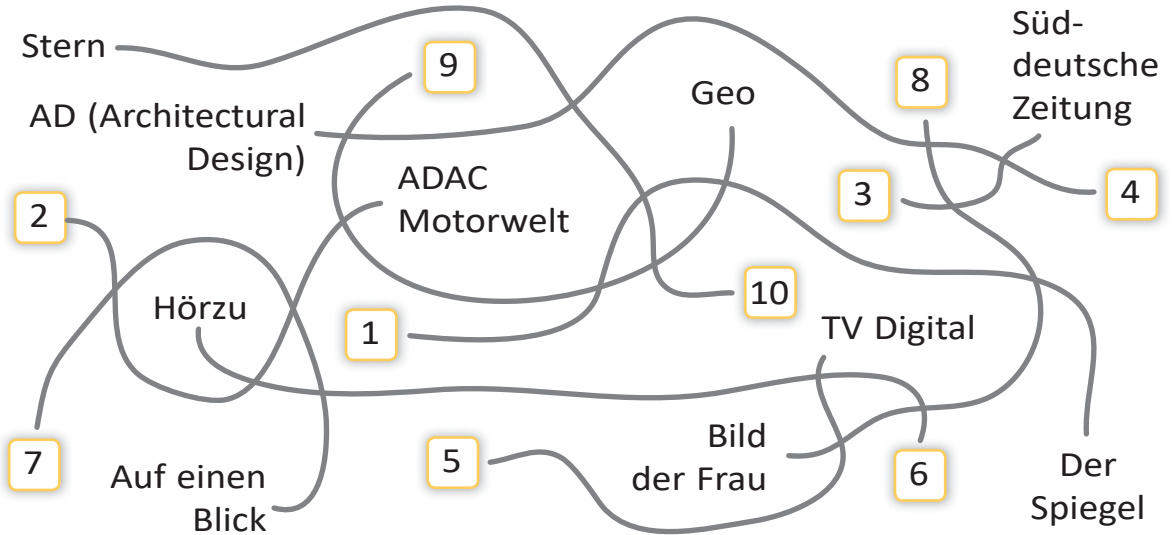 Stern
9
AD (Architectural
Design)
Geo
8
Süd-
deutsche
Zeitung
2
ADAC
Motorwelt
3
4
Hörzu
1
10
TV Digital
7
Auf einen
Blick
5
Bild
der Frau
6
Der
Spiegel